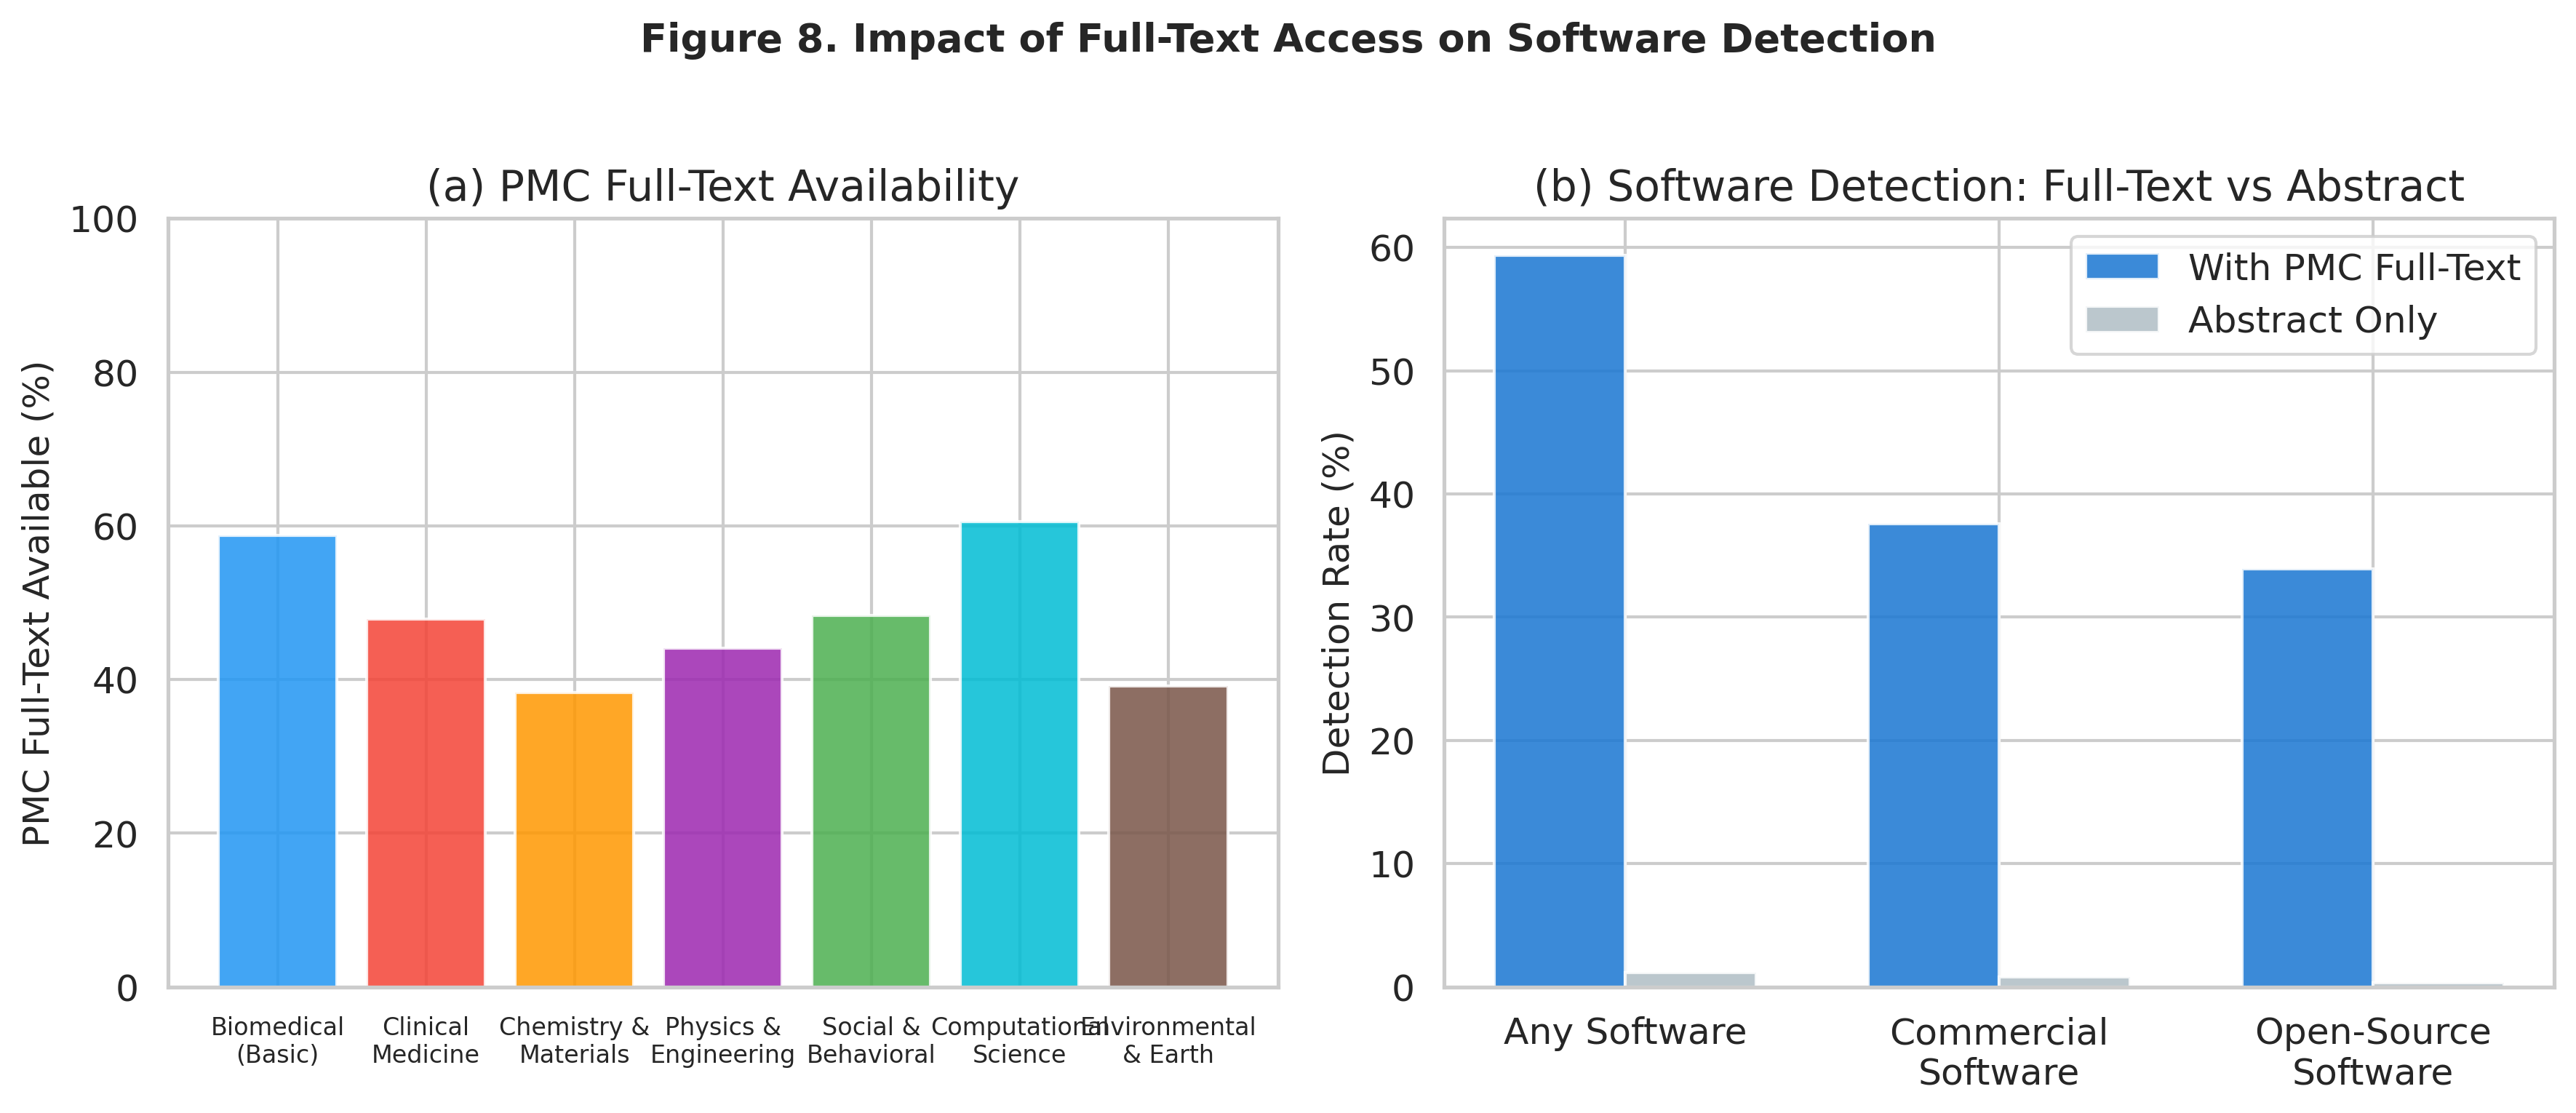 Figure 8. Impact of Full-Text Access on Software Detection
(a) PMC Full-Text Availability
PMC Full-Text Available (%)
100
80
60
40
20
0
Biomedical
(Basic)
Clinical
Medicine
Chemistry &
Materials
Physics &
Engineering
Social &
Behavioral
Computational
Science
Environmental
& Earth
(b) Software Detection: Full-Text vs Abstract
Detection Rate (%)
60
50
40
30
20
10
0
With PMC Full-Text
Abstract Only
Any Software
Commercial
Software
Open-Source
Software